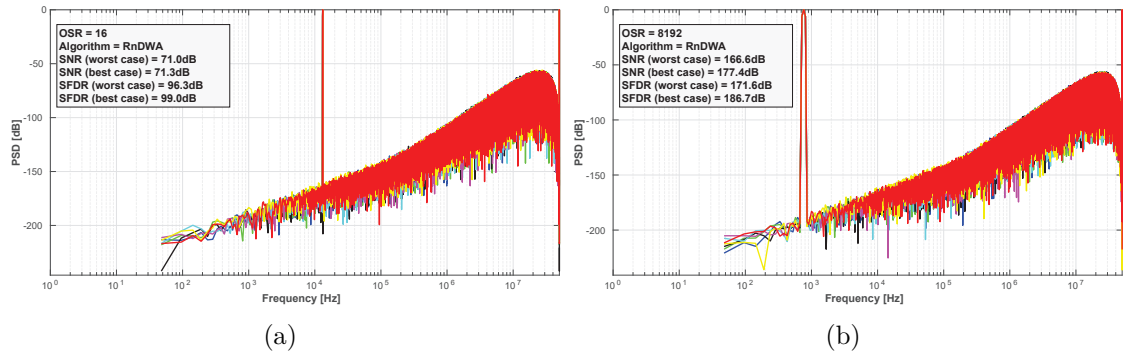 0
-50
-100
-150
-200
PSD [dB]
OSR = 16
Algorithm = RnDWA
SNR (worst case) = 71.0dB
SNR (best case) = 71.3dB
SFDR (worst case) = 96.3dB
SFDR (best case) = 99.0dB
10^0 10^1 10^2 10^3 10^4 10^5 10^6 10^7
Frequency [Hz]
(a)
0
-50
-100
-150
-200
PSD [dB]
OSR = 8192
Algorithm = RnDWA
SNR (worst case) = 166.6dB
SNR (best case) = 177.4dB
SFDR (worst case) = 171.6dB
SFDR (best case) = 186.7dB
10^0 10^1 10^2 10^3 10^4 10^5 10^6 10^7
Frequency [Hz]
(b)